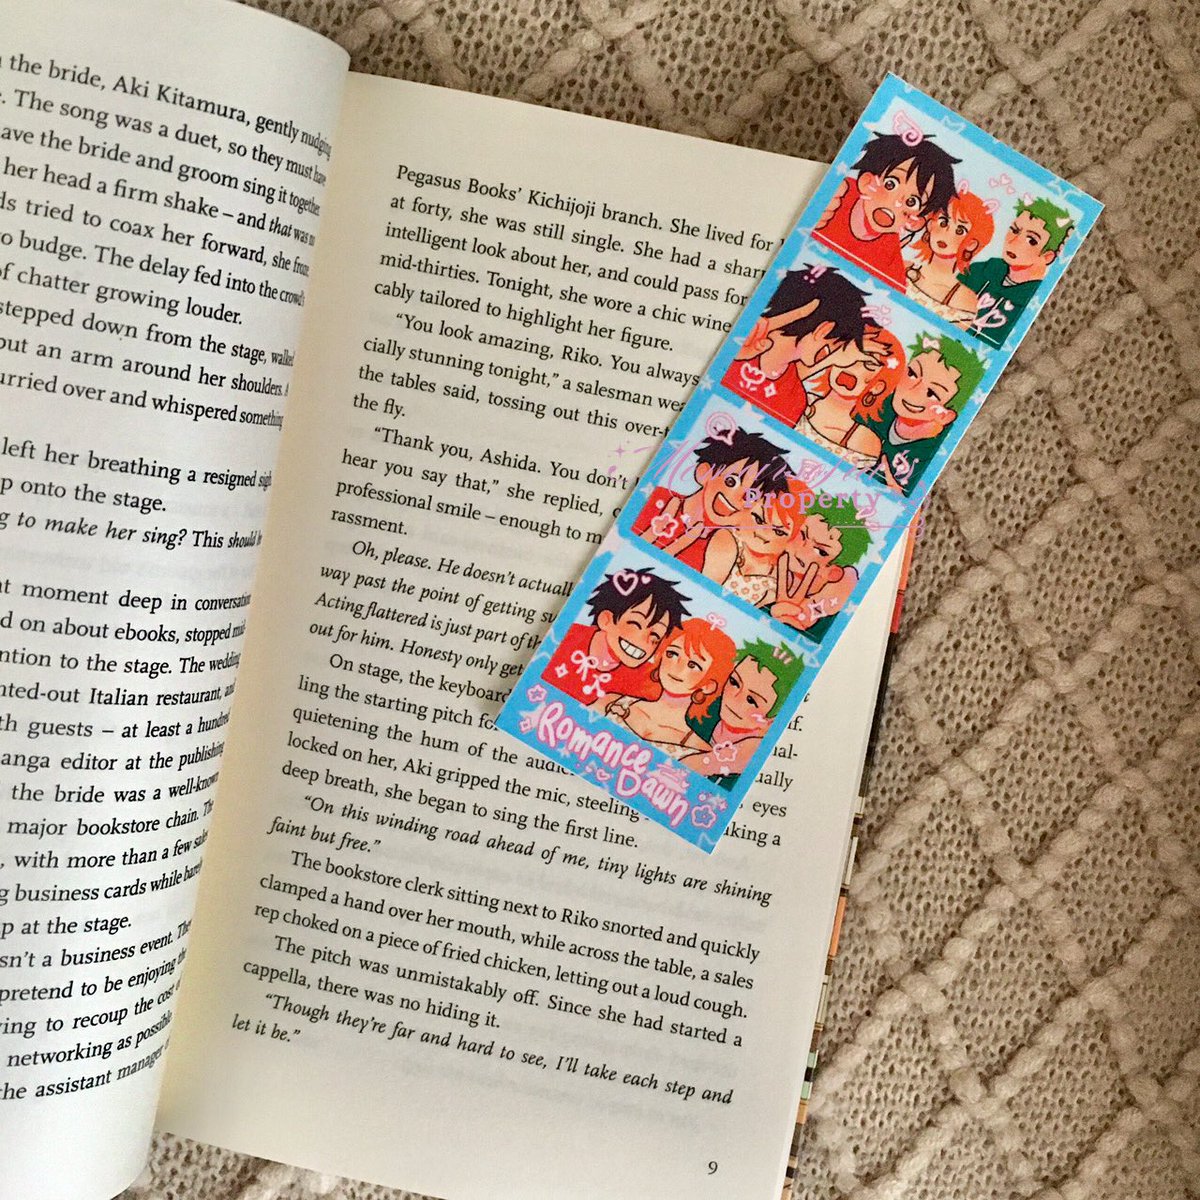 the bride, Aki Kitamura, gently nudging
The song was a duet, so they must have
ave the bride and groom sing it together
her head a firm shake – and that was no
ds tried to coax her forward, she froze
o budge. The delay fed into the crowd's
of chatter growing louder.
stepped down from the stage, walked
out an arm around her shoulders. A
urried over and whispered something
left her breathing a resigned sigh
p onto the stage.
g to make her sing? This should be
t moment deep in conversation
d on about ebooks, stopped mid-
ntion to the stage. The wedding
nted-out Italian restaurant, and
th guests – at least a hundred
anga editor at the publishing
the bride was a well-known
major bookstore chain. The
, with more than a few sales
g business cards while barely
p at the stage.
sn't a business event. The
pretend to be enjoying the
ying to recoup the cost of
networking as possible
the assistant manager of
Pegasus Books' Kichijoji branch. She lived for
at forty, she was still single. She had a sharp
intelligent look about her, and could pass for
mid-thirties. Tonight, she wore a chic wine
cably tailored to highlight her figure.
"You look amazing, Riko. You always
cially stunning tonight," a salesman wea
the tables said, tossing out this over-t
the fly.
"Thank you, Ashida. You don't
hear you say that," she replied,
professional smile – enough to m
rassment.
Oh, please. He doesn't actuall
way past the point of getting su
Acting flattered is just part of th
out for him. Honesty only get
On stage, the keyboard
ling the starting pitch fo
quietening the hum of the audie
locked on her, Aki gripped the mic, steeling
deep breath, she began to sing the first line.
"On this winding road ahead of me, tiny lights are shining
faint but free."
The bookstore clerk sitting next to Riko snorted and quickly
clamped a hand over her mouth, while across the table, a sales
rep choked on a piece of fried chicken, letting out a loud cough.
The pitch was unmistakably off. Since she had started a
cappella, there was no hiding it.
"Though they're far and hard to see, I'll take each step and
let it be."
9
Property
Romance
Dawn